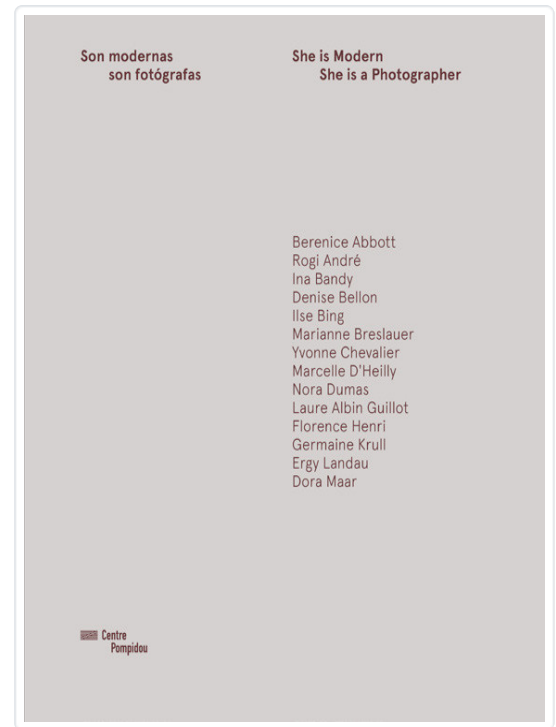 Son modernas
son fotógrafas
She is Modern
She is a Photographer
Berenice Abbott
Rogi André
Ina Bandy
Denise Bellon
Ilse Bing
Marianne Breslauer
Yvonne Chevalier
Marcelle D'Heilly
Nora Dumas
Laure Albin Guillot
Florence Henri
Germaine Krull
Ergy Landau
Dora Maar
Centre
Pompidou